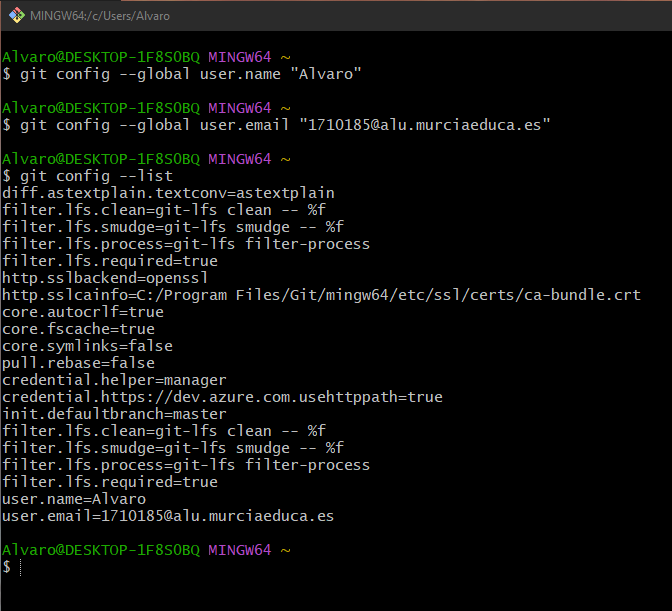 MINGW64:/c/Users/Alvaro
Alvaro@DESKTOP-1F8S0BQ MINGW64 ~
$ git config --global user.name "Alvaro"
Alvaro@DESKTOP-1F8S0BQ MINGW64 ~
$ git config --global user.email "1710185@alu.murciaeduca.es"
Alvaro@DESKTOP-1F8S0BQ MINGW64 ~
$ git config --list
diff.astextplain.textconv=astextplain
filter.lfs.clean=git-lfs clean -- %f
filter.lfs.smudge=git-lfs smudge -- %f
filter.lfs.process=git-lfs filter-process
filter.lfs.required=true
http.sslbackend=openssl
http.sslcainfo=C:/Program Files/Git/mingw64/etc/ssl/certs/ca-bundle.crt
core.autocrlf=true
core.fscache=true
core.symlinks=false
pull.rebase=false
credential.helper=manager
credential.https://dev.azure.com.usehttppath=true
init.defaultbranch=master
filter.lfs.clean=git-lfs clean -- %f
filter.lfs.smudge=git-lfs smudge -- %f
filter.lfs.process=git-lfs filter-process
filter.lfs.required=true
user.name=Alvaro
user.email=1710185@alu.murciaeduca.es
Alvaro@DESKTOP-1F8S0BQ MINGW64 ~
$